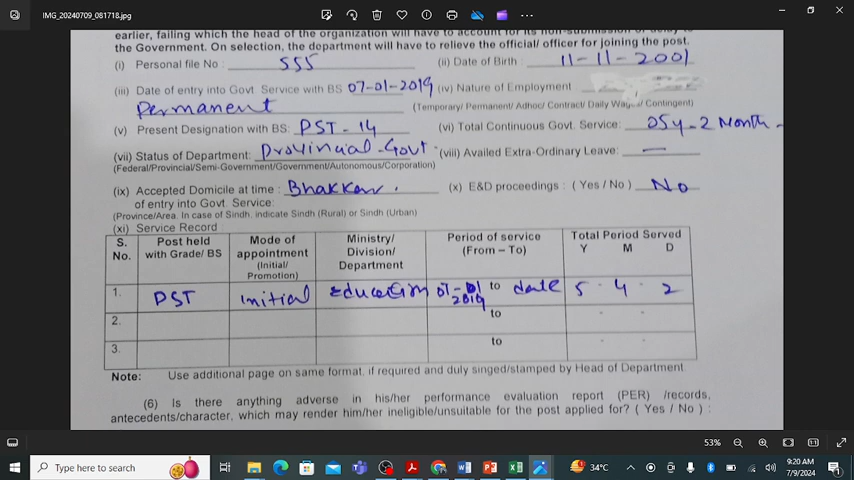 IMG_20240709_081718.jpg
earlier, failing which the head of the organization will have to account for its non-submission or delay to
the Government. On selection, the department will have to relieve the official/ officer for joining the post.
(i) Personal file No 555 (ii) Date of Birth : 11-11-2001
(iii) Date of entry into Govt Service with BS 07-01-2019 (iv) Nature of Employment
Permanent (Temporary/ Permanent/ Adhoc/ Contract/ Daily Wages/ Contingent)
(v) Present Designation with BS: PST-14 (vi) Total Continuous Govt. Service: 05y-2 Month-
(vii) Status of Department: Provincial-Govt (viii) Availed Extra-Ordinary Leave: —
(Federal/Provincial/Semi-Government/Government/Autonomous/Corporation)
(ix) Accepted Domicile at time : Bhakkar. (x) E&D proceedings : ( Yes / No ) No
of entry into Govt. Service:
(Province/Area. In case of Sindh, indicate Sindh (Rural) or Sindh (Urban)
(xi) Service Record
S. No. Post held with Grade/ BS Mode of appointment (Initial/ Promotion) Ministry/ Division/ Department Period of service (From – To) Total Period Served Y M D
1. PST initial Education 07-01 2019 to date 5 - 4 - 2
2. to - -
3. to - -
Note: Use additional page on same format, if required and duly singed/stamped by Head of Department.
(6) Is there anything adverse in his/her performance evaluation report (PER) /records,
antecedents/character, which may render him/her ineligible/unsuitable for the post applied for? ( Yes / No ) :
53%
Type here to search
34°C
9:20 AM
7/9/2024